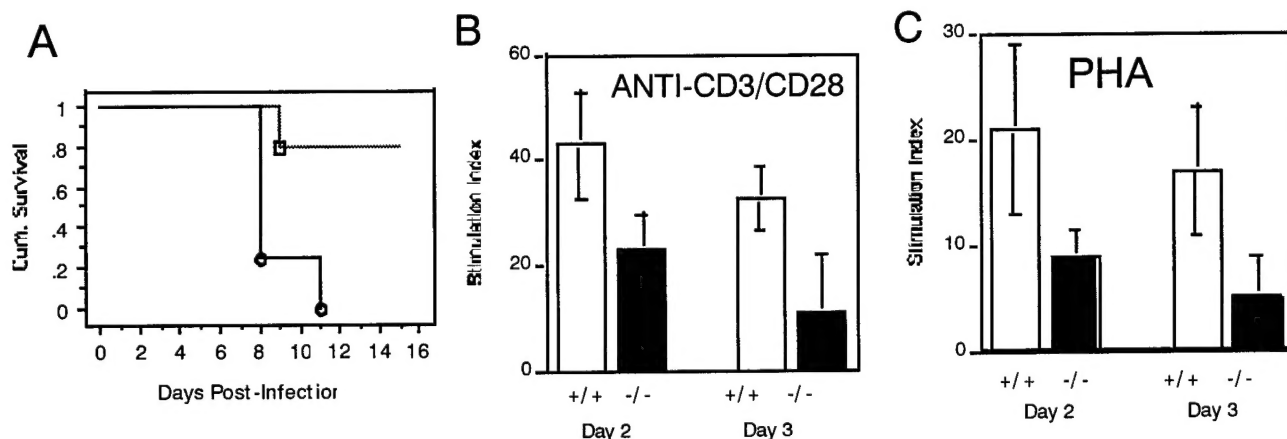 A
Cum. Survival
1
.8
.6
.4
.2
0
0 2 4 6 8 10 12 14 16
Days Post-Infection
B
ANTI-CD3/CD28
Stimulation Index
60
40
20
0
+/+ -/- +/+ -/-
Day 2 Day 3
C
PHA
Stimulation Index
30
20
10
0
+/+ -/- +/+ -/-
Day 2 Day 3